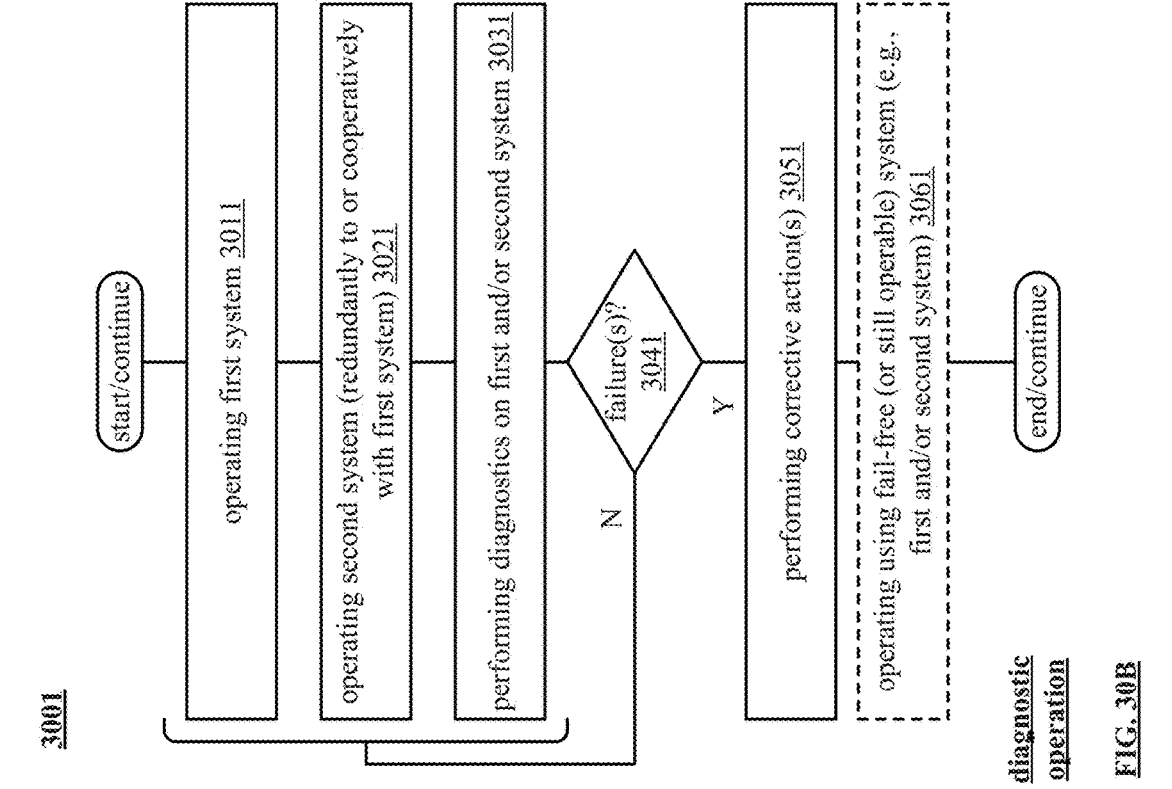 3001
start/continue
operating first system 3011
operating second system (redundantly to or cooperatively
with first system) 3021
performing diagnostics on first and/or second system 3031
failure(s)?
3041
N
Y
performing corrective action(s) 3051
operating using fail-free (or still operable) system (e.g.,
first and/or second system) 3061
end/continue
diagnostic
operation
FIG. 30B